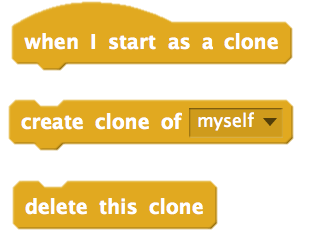 when I start as a clone
create clone of myself
delete this clone